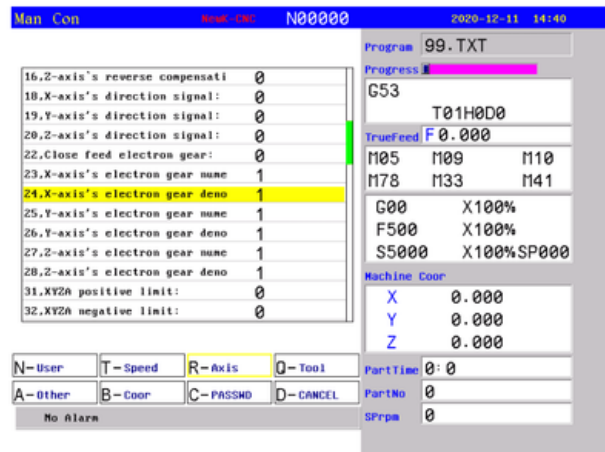 Man Con NewK-CNC N00000 2020-12-11 14:40
Program 99.TXT
Progress
16,Z-axis`s reverse compensati 0
18,X-axis's direction signal: 0
19,Y-axis's direction signal: 0
20,Z-axis's direction signal: 0
22,Close feed electron gear: 0
23,X-axis's electron gear nume 1
24,X-axis's electron gear deno 1
25,Y-axis's electron gear nume 1
26,Y-axis's electron gear deno 1
27,Z-axis's electron gear nume 1
28,Z-axis's electron gear deno 1
31,XYZA positive limit: 0
32,XYZA negative limit: 0
G53
T01H0D0
TrueFeed F0.000
M05 M09 M10
M78 M33 M41
G00 X100%
F500 X100%
S5000 X100%SP000
Machine Coor
X 0.000
Y 0.000
Z 0.000
N-User T-Speed R-Axis Q-Tool
A-Other B-Coor C-PASSWD D-CANCEL
No Alarm
PartTime 0:0
PartNo 0
SPrpm 0